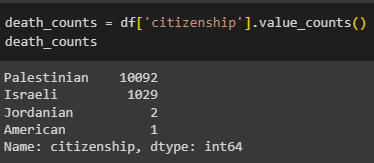 death_counts = df['citizenship'].value_counts()
death_counts
Palestinian    10092
Israeli         1029
Jordanian          2
American           1
Name: citizenship, dtype: int64